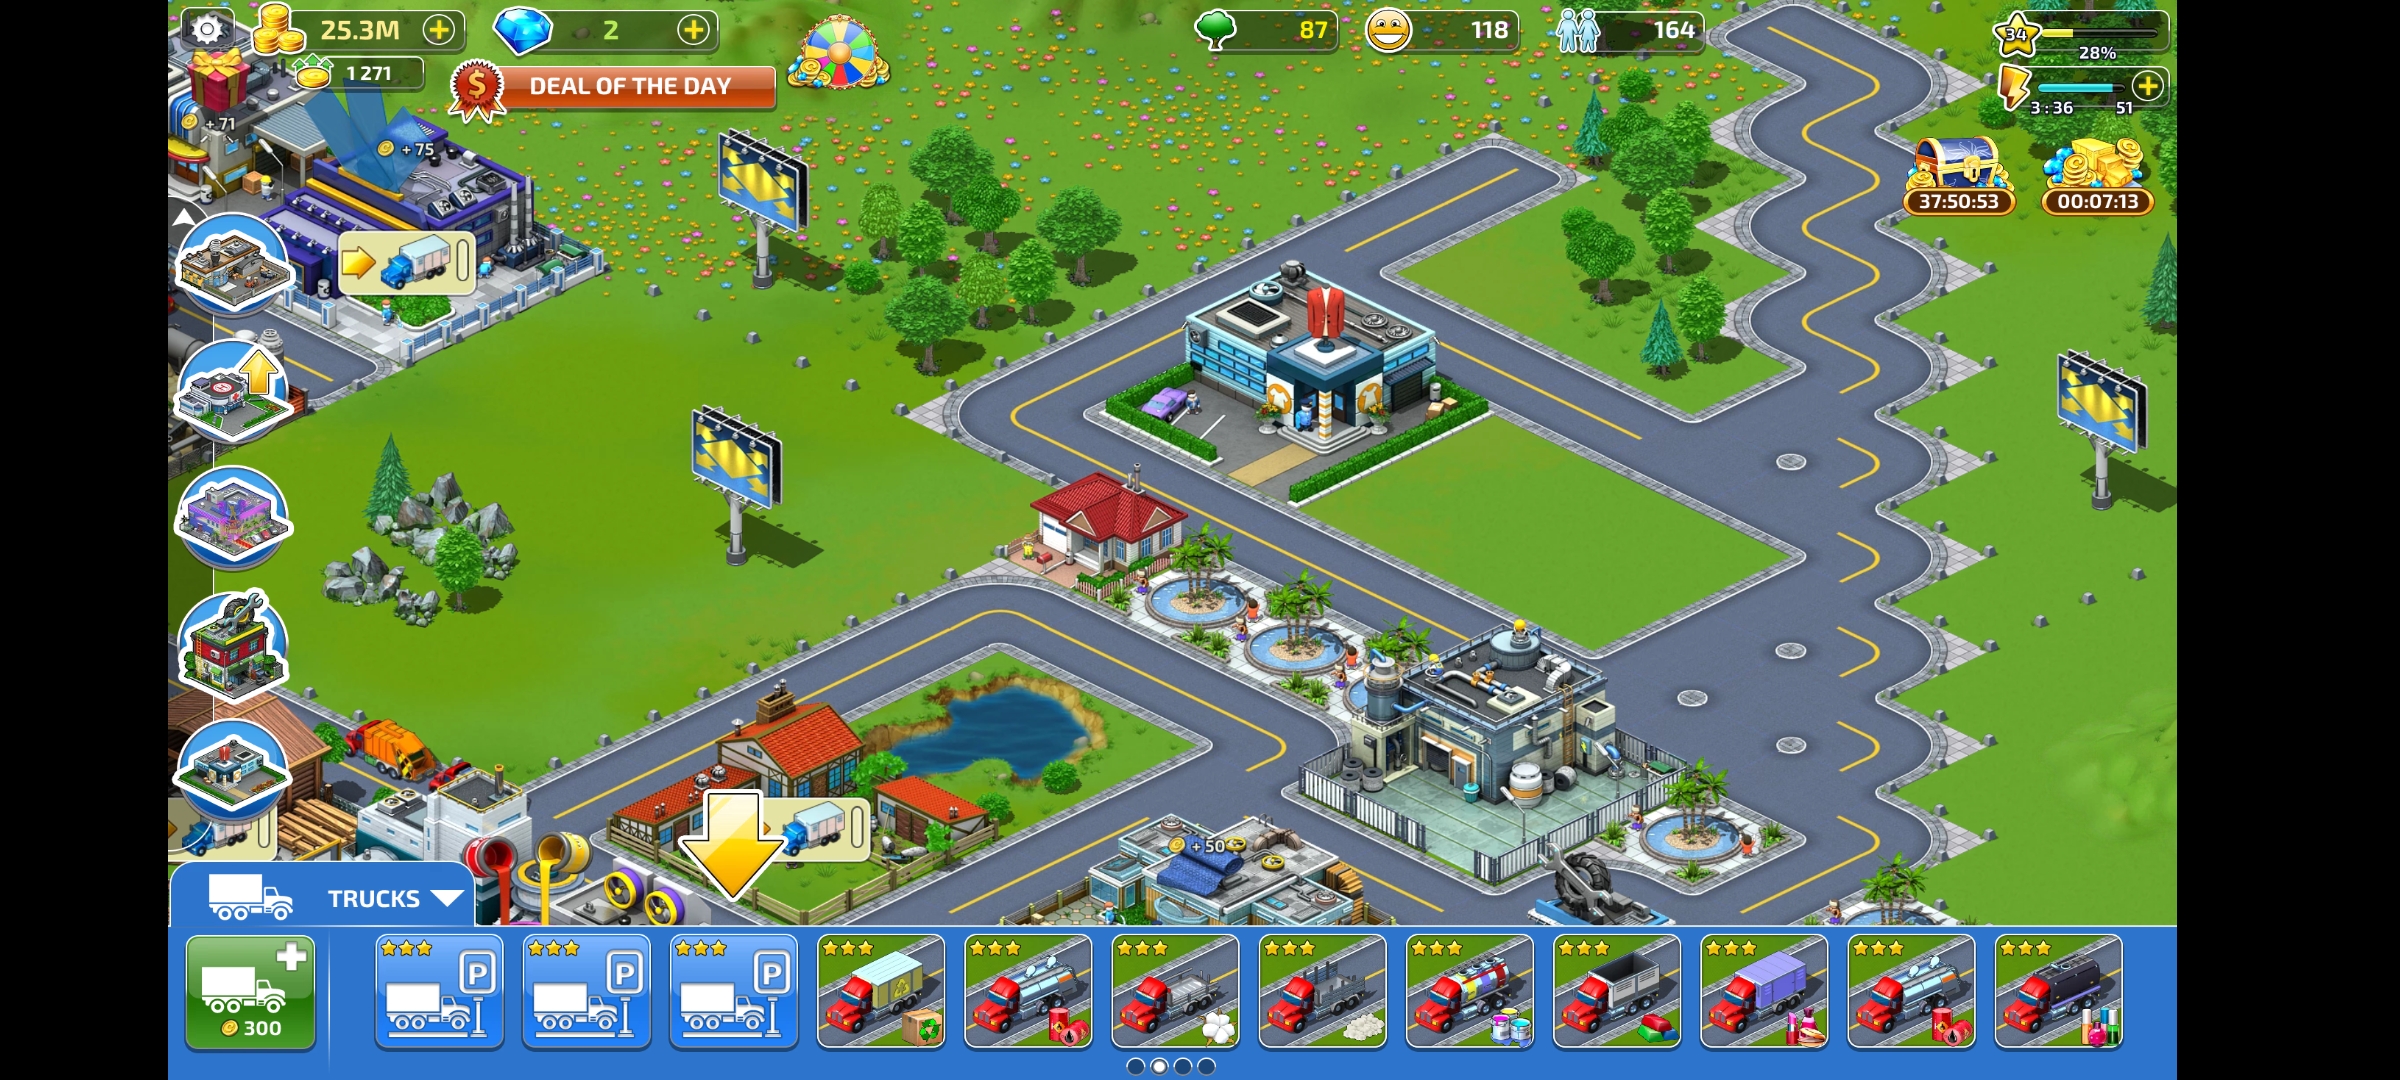 25.3M
2
87
118
164
34
28%
1 271
DEAL OF THE DAY
3:36
51
+71
+75
37:50:53
00:07:13
+50
TRUCKS
300
P
P
P